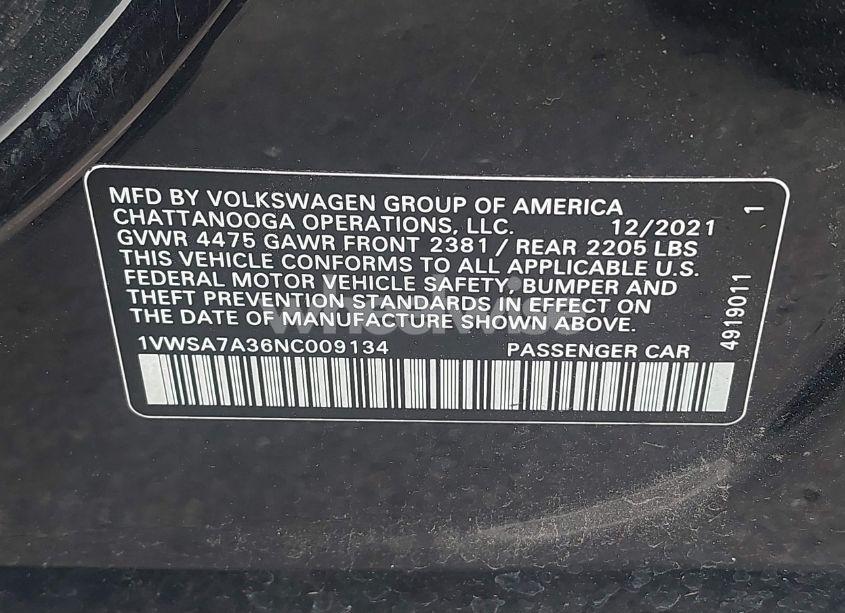 MFD BY VOLKSWAGEN GROUP OF AMERICA
CHATTANOOGA OPERATIONS, LLC. 12/2021
GVWR 4475 GAWR FRONT 2381 / REAR 2205 LBS
THIS VEHICLE CONFORMS TO ALL APPLICABLE U.S.
FEDERAL MOTOR VEHICLE SAFETY, BUMPER AND
THEFT PREVENTION STANDARDS IN EFFECT ON
THE DATE OF MANUFACTURE SHOWN ABOVE.
1VWSA7A36NC009134 PASSENGER CAR
4919011 1
wheelwise